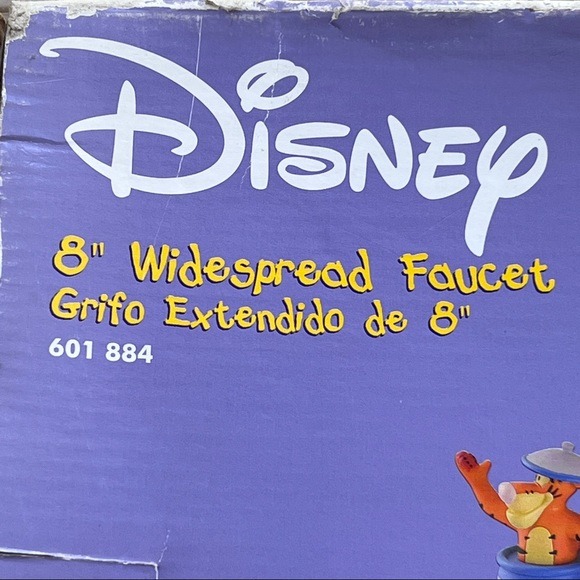 DISNEY
8" Widespread Faucet
Grifo Extendido de 8"
601 884